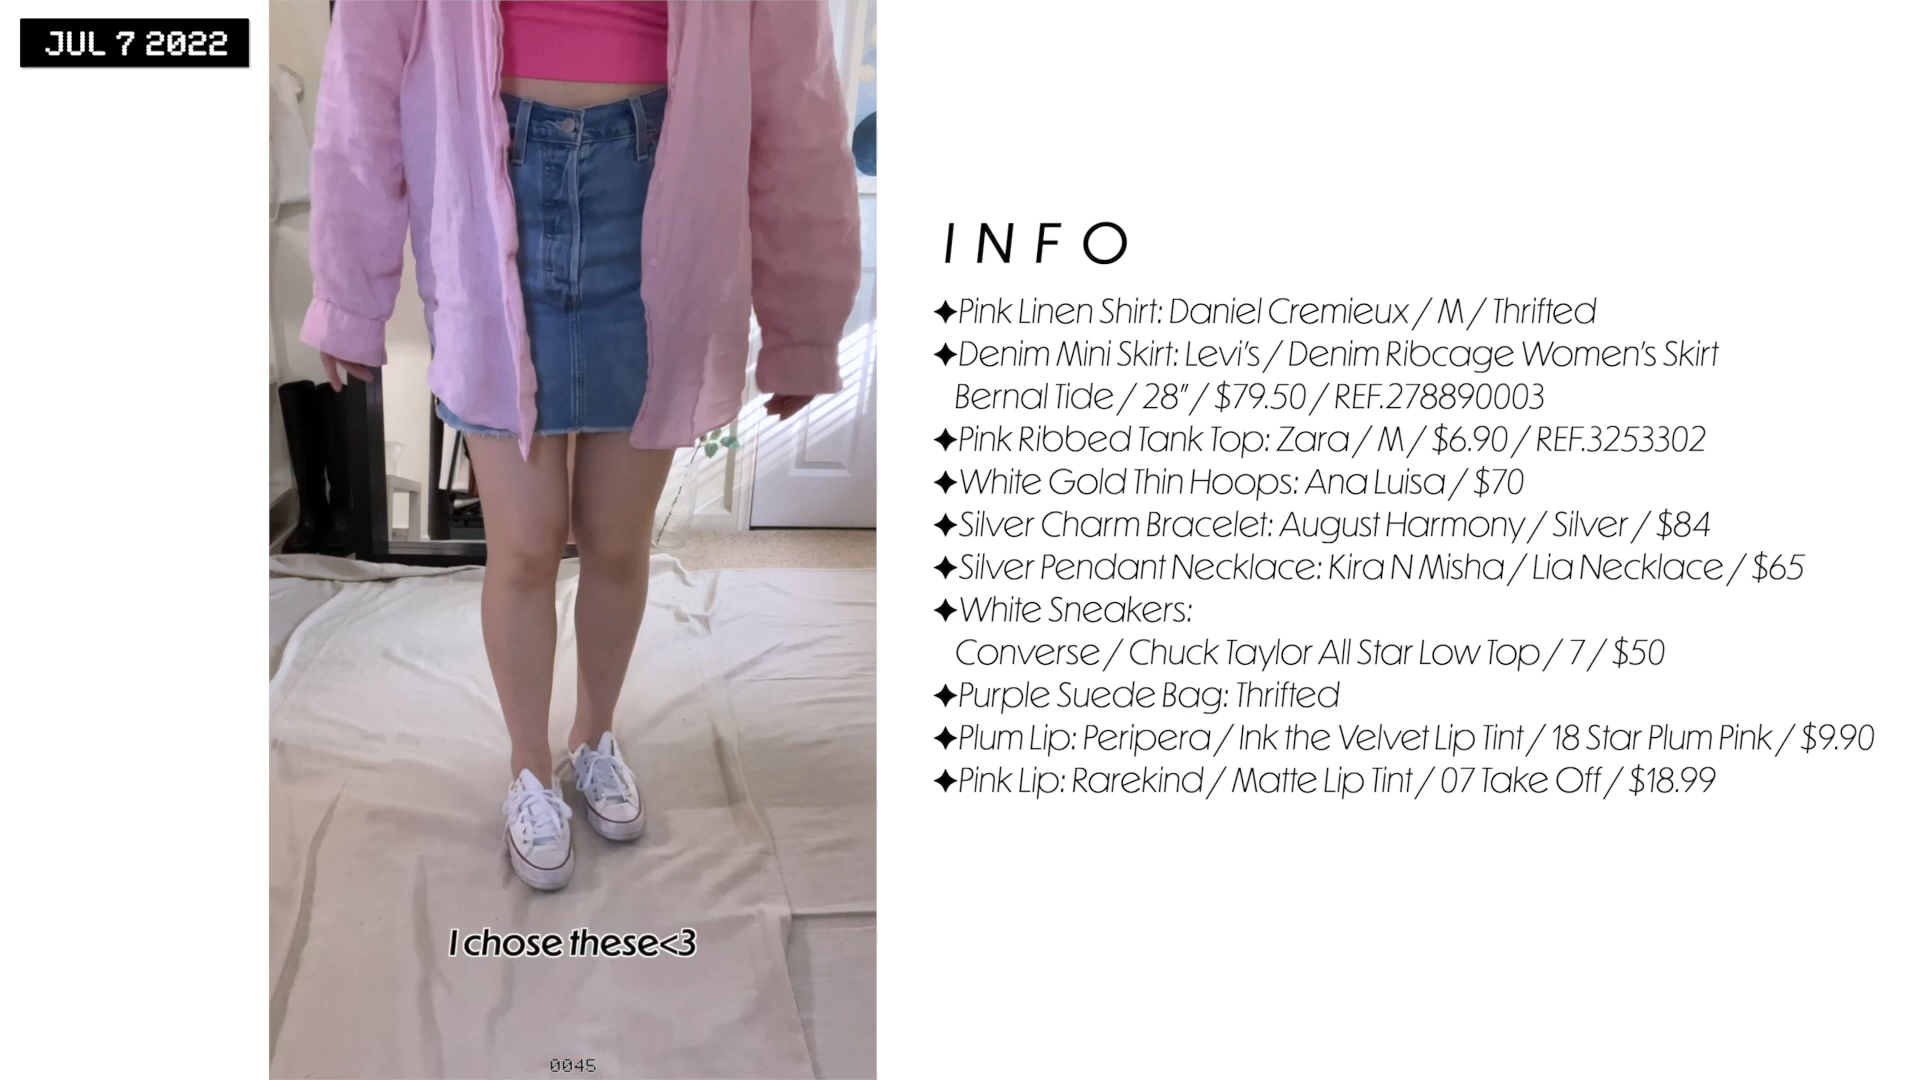 JUL 7 2022
INFO
✦Pink Linen Shirt: Daniel Cremieux / M / Thrifted
✦Denim Mini Skirt: Levi's / Denim Ribcage Women's Skirt
Bernal Tide / 28" / $79.50 / REF.278890003
✦Pink Ribbed Tank Top: Zara / M / $6.90 / REF.3253302
✦White Gold Thin Hoops: Ana Luisa / $70
✦Silver Charm Bracelet: August Harmony / Silver / $84
✦Silver Pendant Necklace: Kira N Misha / Lia Necklace / $65
✦White Sneakers:
Converse / Chuck Taylor All Star Low Top / 7 / $50
✦Purple Suede Bag: Thrifted
✦Plum Lip: Peripera / Ink the Velvet Lip Tint / 18 Star Plum Pink / $9.90
✦Pink Lip: Rarekind / Matte Lip Tint / 07 Take Off / $18.99
I chose these<3
0045